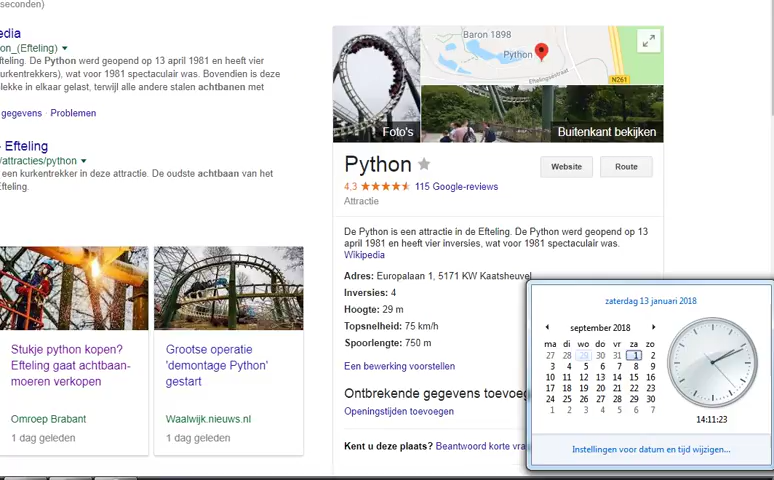 seconden)
edia
on_(Efteling)
fteling. De Python werd geopend op 13 april 1981 en heeft vier
kurkentrekkers), wat voor 1981 spectaculair was. Bovendien is deze
lekke in elkaar gelast, terwijl alle andere stalen achtbanen met
gegevens · Problemen
- Efteling
/attracties/python
een kurkentrekker in deze attractie. De oudste achtbaan van het
Efteling.
Stukje python kopen?
Efteling gaat achtbaan-
moeren verkopen
Omroep Brabant
1 dag geleden
Grootse operatie
'demontage Python'
gestart
Waalwijk.nieuws.nl
1 dag geleden
Baron 1898
Python
Eftelingsestraat
N261
Foto's
Buitenkant bekijken
Python
Website
Route
4,3
115 Google-reviews
Attractie
De Python is een attractie in de Efteling. De Python werd geopend op 13
april 1981 en heeft vier inversies, wat voor 1981 spectaculair was.
Wikipedia
Adres: Europalaan 1, 5171 KW Kaatsheuvel
Inversies: 4
Hoogte: 29 m
Topsnelheid: 75 km/h
Spoorlengte: 750 m
Een bewerking voorstellen
Ontbrekende gegevens toevoege
Openingstijden toevoegen
Kent u deze plaats? Beantwoord korte vra
zaterdag 13 januari 2018
september 2018
ma di wo do vr za zo
27 28 29 30 31 1 2
3 4 5 6 7 8 9
10 11 12 13 14 15 16
17 18 19 20 21 22 23
24 25 26 27 28 29 30
1 2 3 4 5 6 7
14:11:23
Instellingen voor datum en tijd wijzigen...